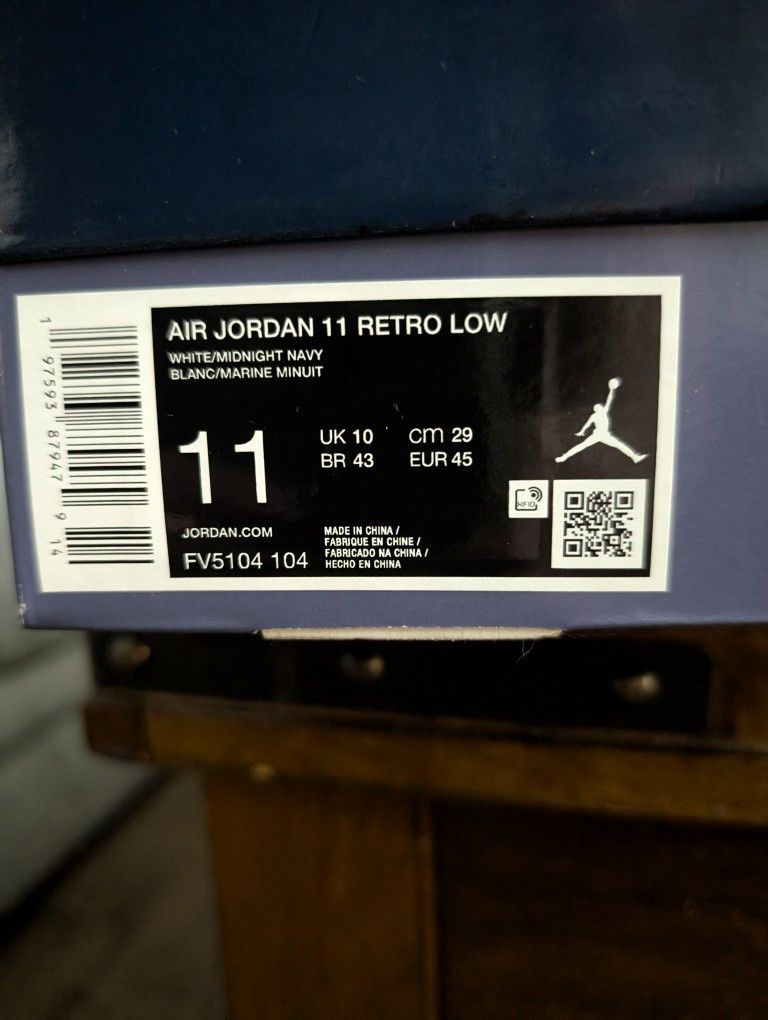 AIR JORDAN 11 RETRO LOW
WHITE/MIDNIGHT NAVY
BLANC/MARINE MINUIT
11
UK 10 cm 29
BR 43 EUR 45
RFID
JORDAN.COM
FV5104 104
MADE IN CHINA /
FABRIQUE EN CHINE /
FABRICADO NA CHINA /
HECHO EN CHINA
1 97593 87947 9 14